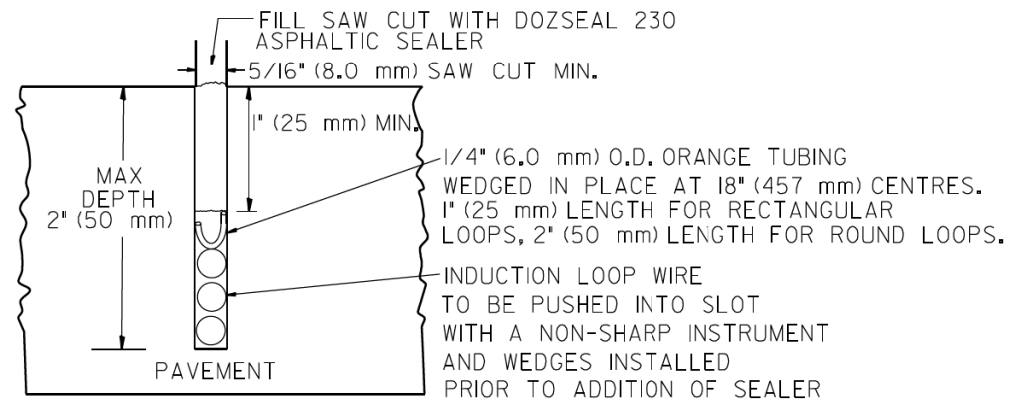 FILL SAW CUT WITH DOZSEAL 230
ASPHALTIC SEALER
5/16" (8.0 mm) SAW CUT MIN.
1" (25 mm) MIN.
MAX
DEPTH
2" (50 mm)
1/4" (6.0 mm) O.D. ORANGE TUBING
WEDGED IN PLACE AT 18" (457 mm) CENTRES.
1" (25 mm) LENGTH FOR RECTANGULAR
LOOPS, 2" (50 mm) LENGTH FOR ROUND LOOPS.
INDUCTION LOOP WIRE
TO BE PUSHED INTO SLOT
WITH A NON-SHARP INSTRUMENT
AND WEDGES INSTALLED
PRIOR TO ADDITION OF SEALER
PAVEMENT